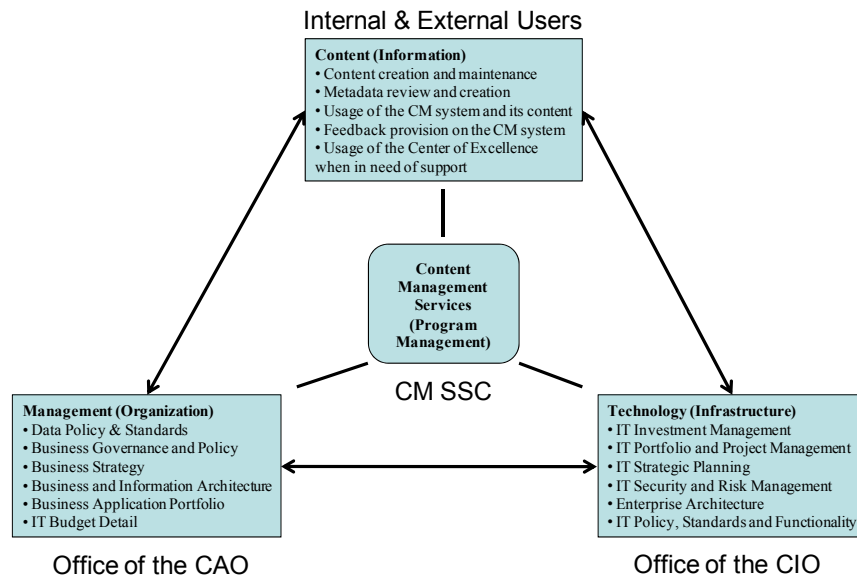 Internal & External Users
Content (Information)
• Content creation and maintenance
• Metadata review and creation
• Usage of the CM system and its content
• Feedback provision on the CM system
• Usage of the Center of Excellence
when in need of support
Content
Management
Services
(Program
Management)
CM SSC
Management (Organization)
• Data Policy & Standards
• Business Governance and Policy
• Business Strategy
• Business and Information Architecture
• Business Application Portfolio
• IT Budget Detail
Office of the CAO
Technology (Infrastructure)
• IT Investment Management
• IT Portfolio and Project Management
• IT Strategic Planning
• IT Security and Risk Management
• Enterprise Architecture
• IT Policy, Standards and Functionality
Office of the CIO